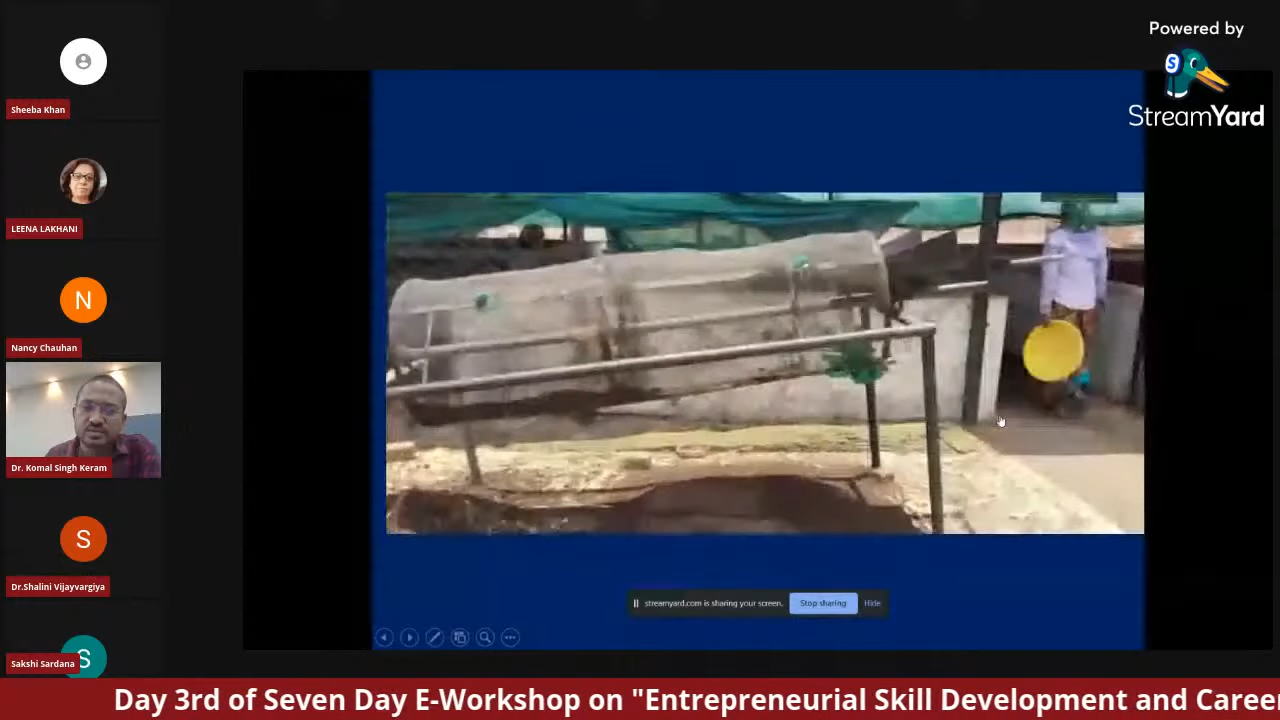 Powered by
StreamYard
Sheeba Khan
LEENA LAKHANI
N
Nancy Chauhan
Dr. Komal Singh Keram
S
Dr.Shalini Vijayvargiya
S
Sakshi Sardana
streamyard.com is sharing your screen.
Stop sharing
Hide
Day 3rd of Seven Day E-Workshop on "Entrepreneurial Skill Development and Caree